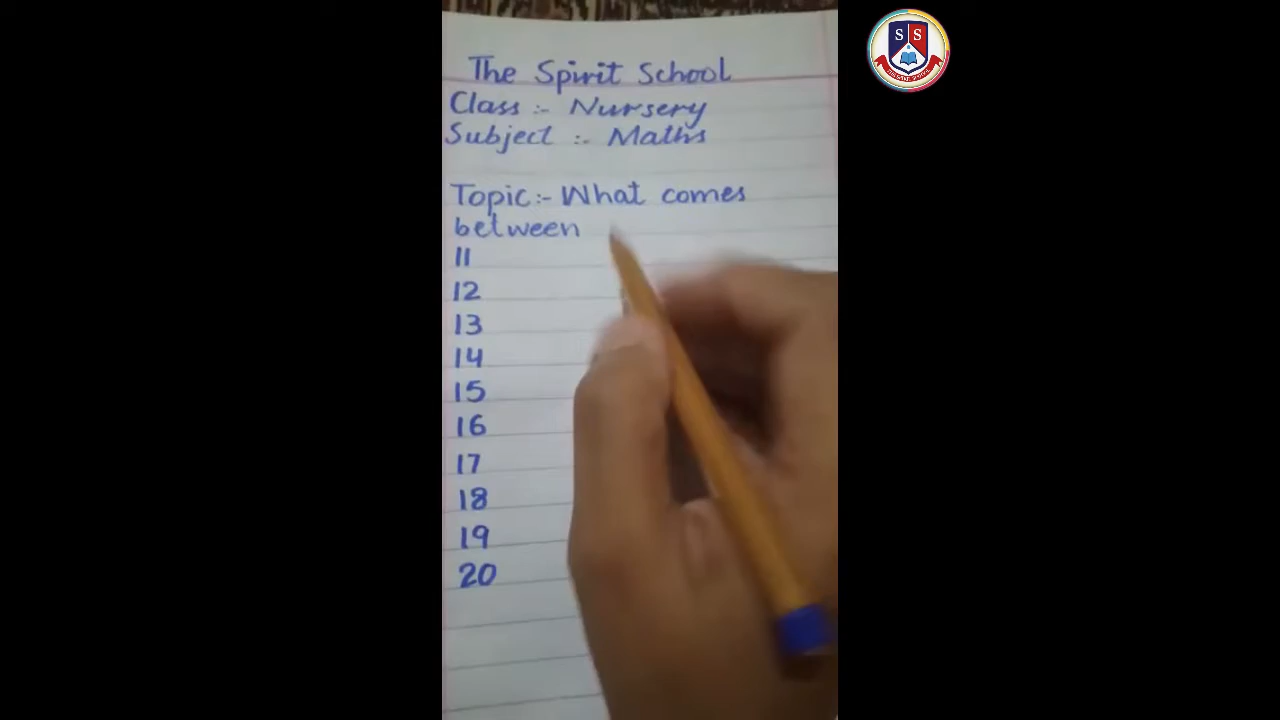 The Spirit School
Class :- Nursery
Subject :- Maths
Topic:- What comes
between
11
12
13
14
15
16
17
18
19
20
S S